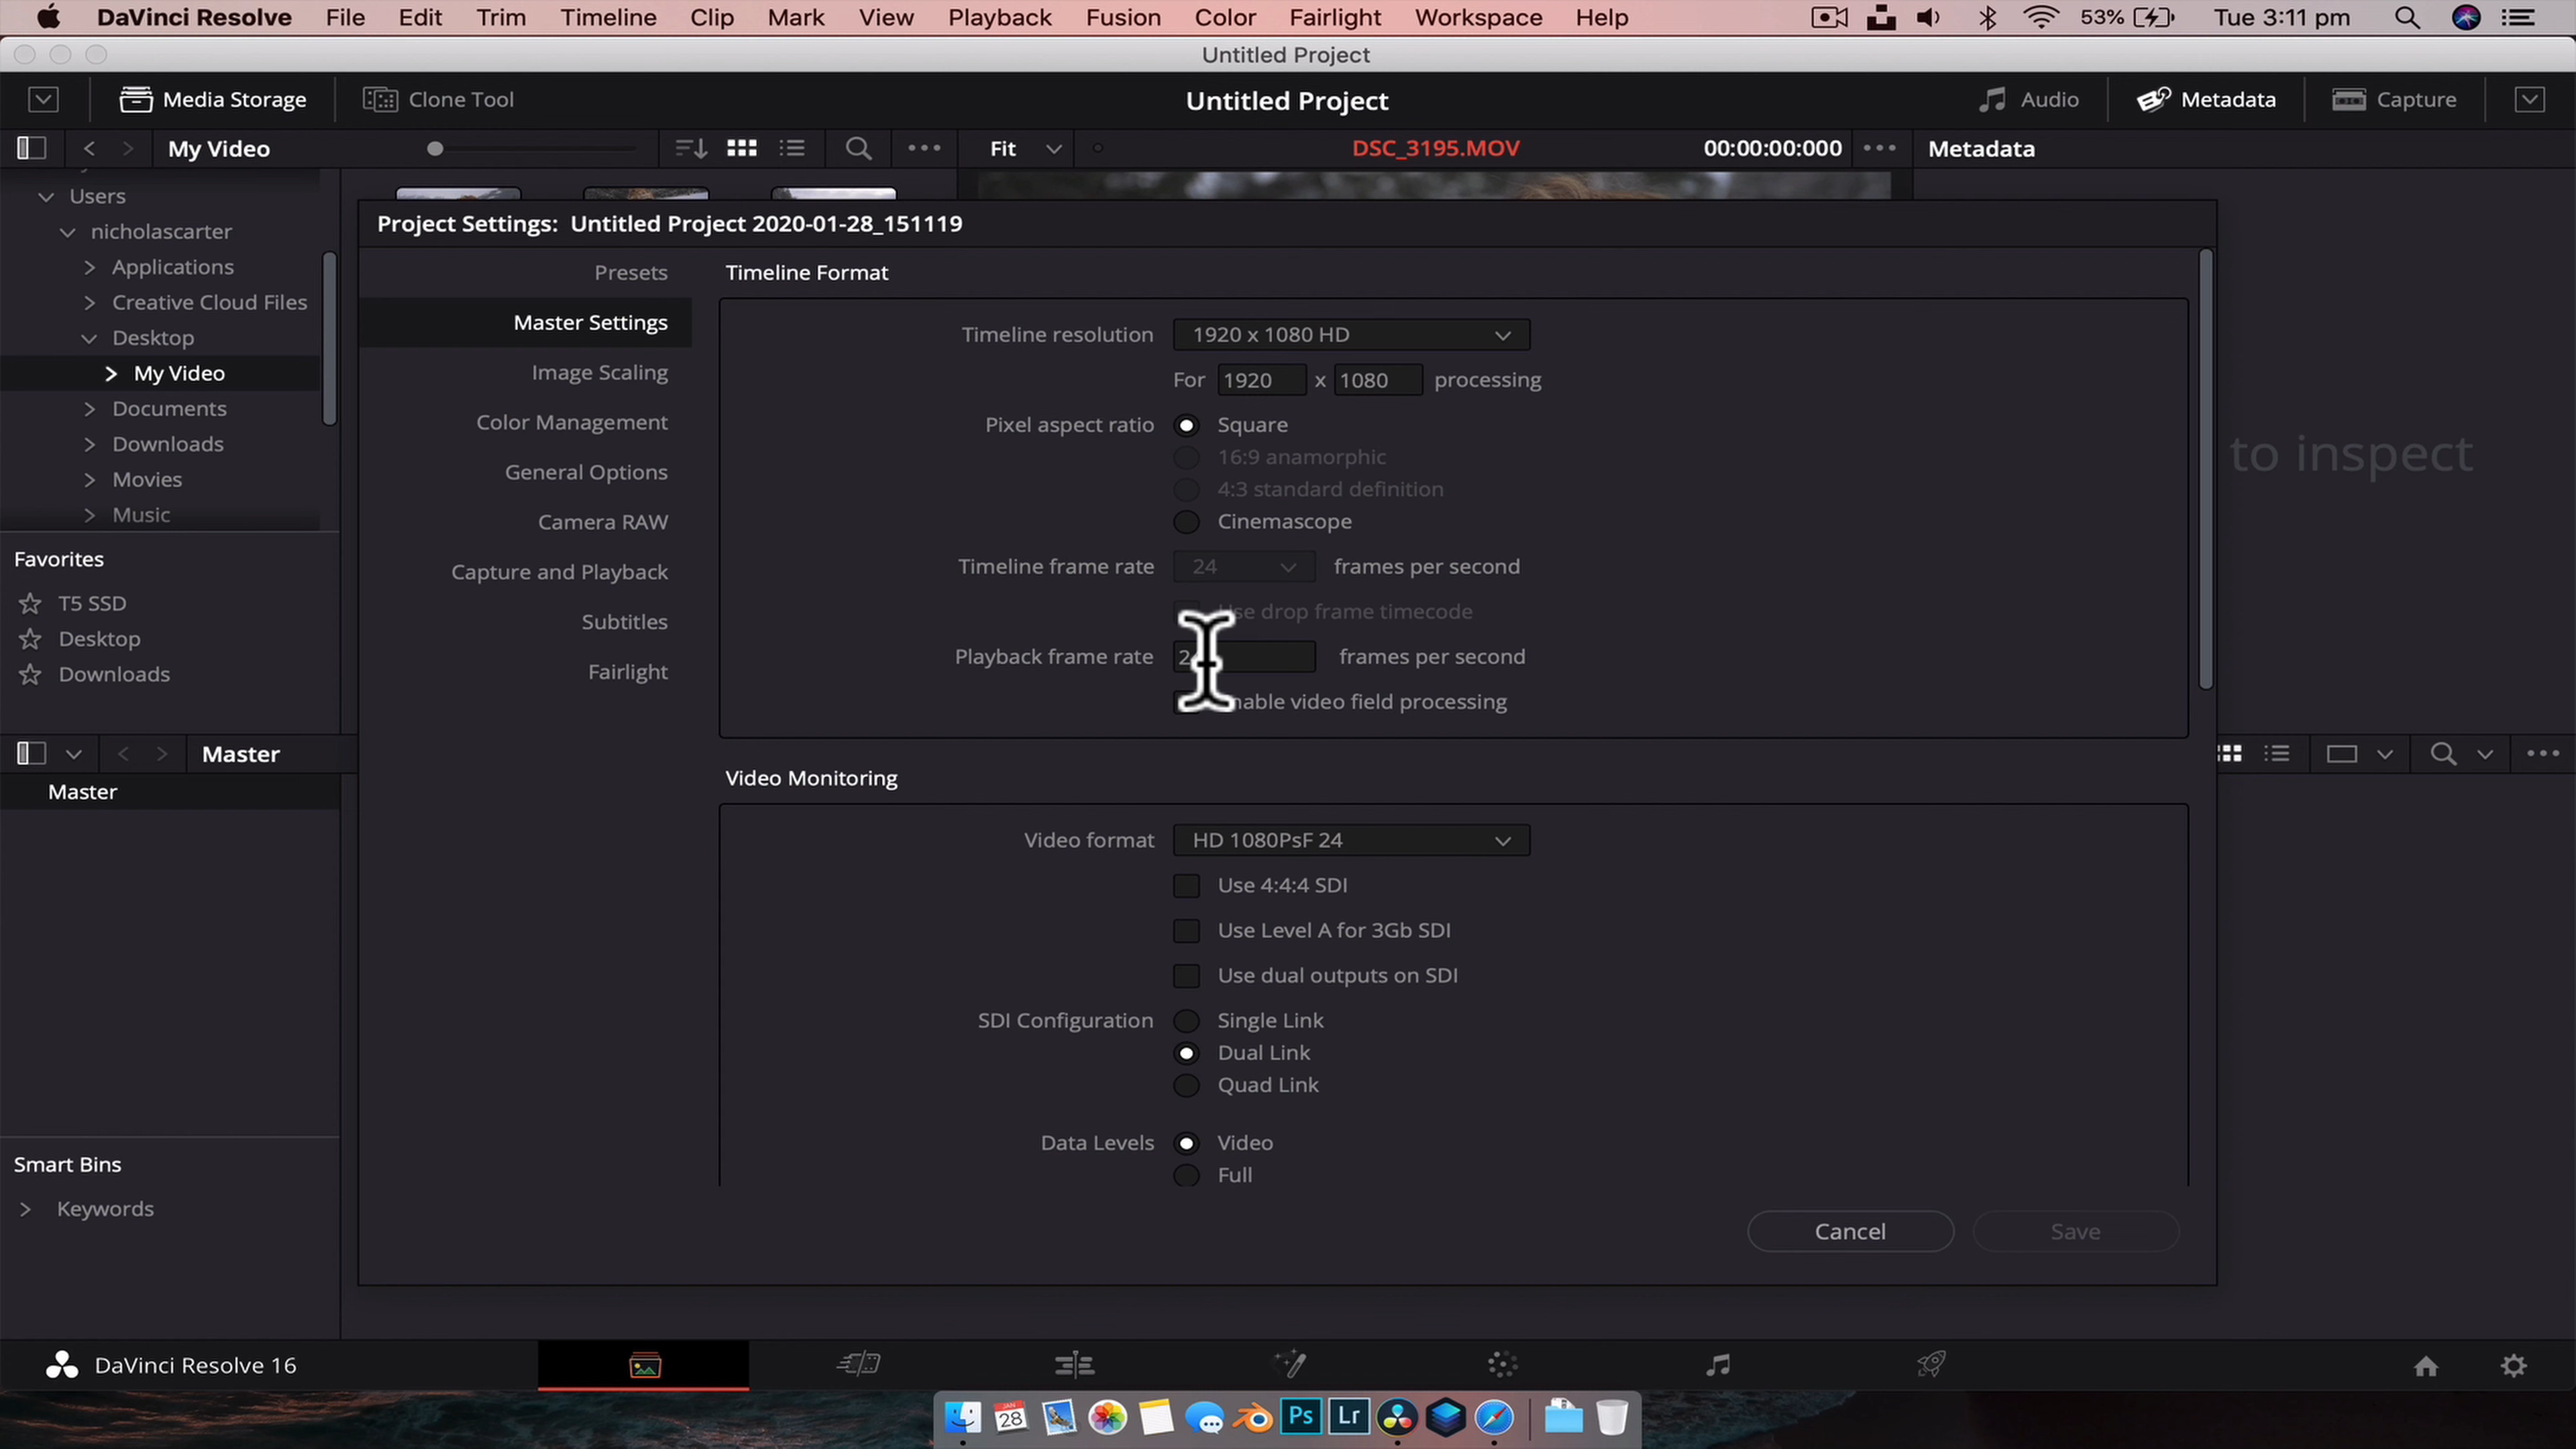 DaVinci Resolve File Edit Trim Timeline Clip Mark View Playback Fusion Color Fairlight Workspace Help 53% Tue 3:11 pm
Untitled Project
Media Storage Clone Tool Untitled Project Audio Metadata Capture
My Video Fit DSC_3195.MOV 00:00:00:000 Metadata
Users
nicholascarter
Applications
Creative Cloud Files
Desktop
My Video
Documents
Downloads
Movies
Music
Favorites
T5 SSD
Desktop
Downloads
Project Settings: Untitled Project 2020-01-28_151119
Presets
Master Settings
Image Scaling
Color Management
General Options
Camera RAW
Capture and Playback
Subtitles
Fairlight
Timeline Format
Timeline resolution 1920 x 1080 HD
For 1920 x 1080 processing
Pixel aspect ratio Square
16:9 anamorphic
4:3 standard definition
Cinemascope
Timeline frame rate 24 frames per second
drop frame timecode
Playback frame rate frames per second
video field processing
Video Monitoring
Video format HD 1080PsF 24
Use 4:4:4 SDI
Use Level A for 3Gb SDI
Use dual outputs on SDI
SDI Configuration Single Link
Dual Link
Quad Link
Data Levels Video
Full
Cancel Save
to inspect
Master
Master
Smart Bins
Keywords
DaVinci Resolve 16
JAN
28
Ps
Lr